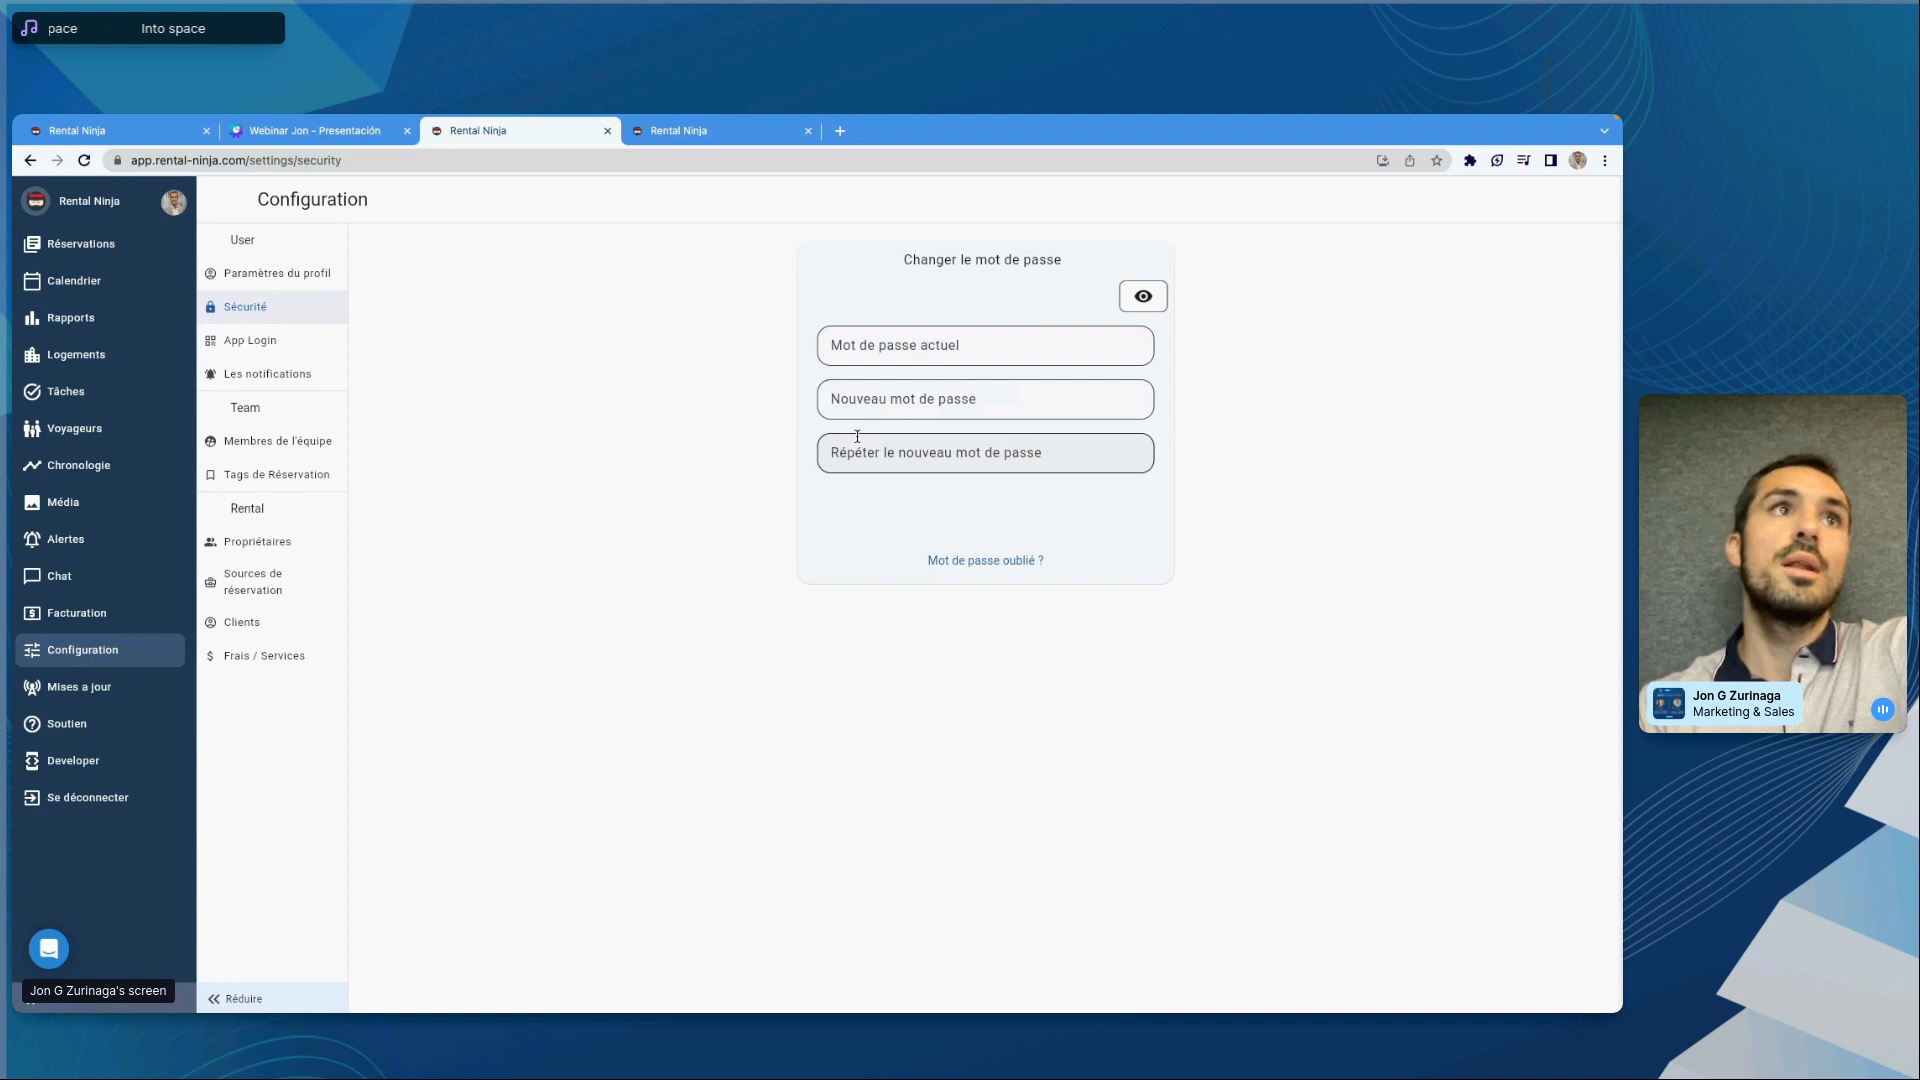 pace
Into space
Rental Ninja
Webinar Jon - Presentación
Rental Ninja
Rental Ninja
app.rental-ninja.com/settings/security
Rental Ninja
Réservations
Calendrier
Rapports
Logements
Tâches
Voyageurs
Chronologie
Média
Alertes
Chat
Facturation
Configuration
Mises a jour
Soutien
Developer
Se déconnecter
Jon G Zurinaga's screen
Configuration
User
Paramètres du profil
Sécurité
App Login
Les notifications
Team
Membres de l'équipe
Tags de Réservation
Rental
Propriétaires
Sources de
réservation
Clients
Frais / Services
Réduire
Changer le mot de passe
Mot de passe actuel
Nouveau mot de passe
Répéter le nouveau mot de passe
Mot de passe oublié ?
Jon G Zurinaga
Marketing & Sales